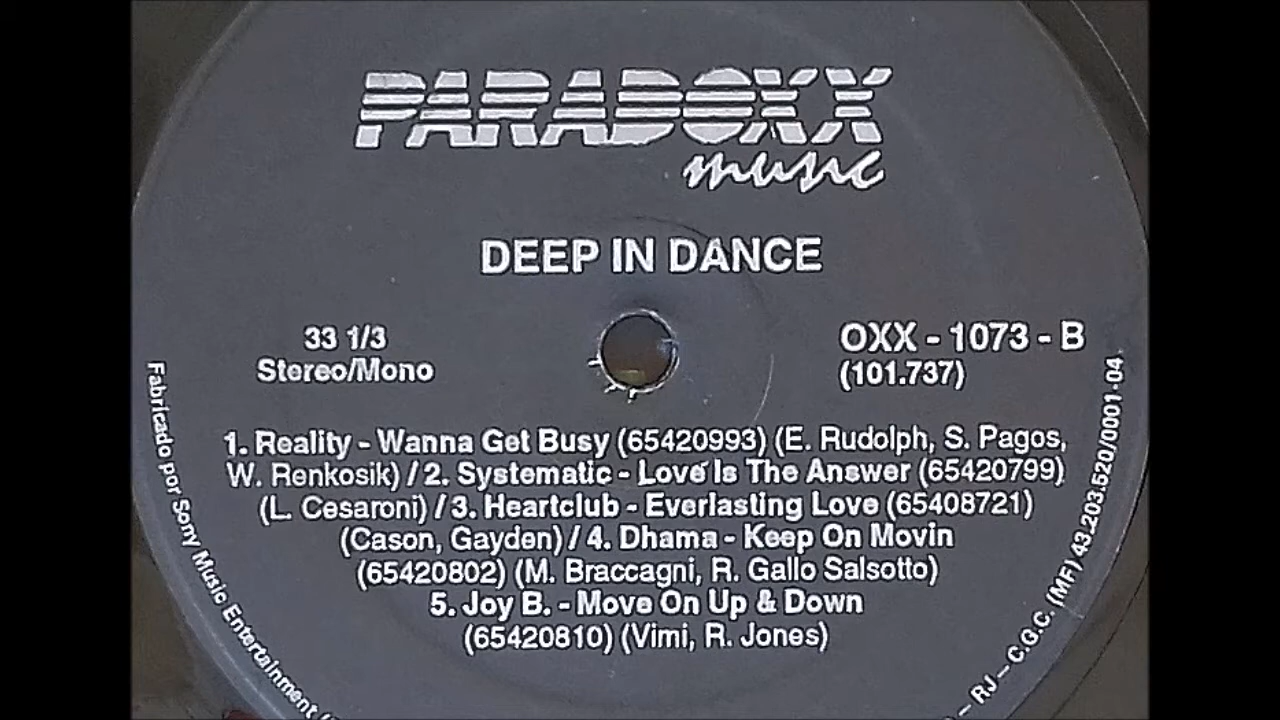 PARADOXX
music
DEEP IN DANCE
33 1/3
Stereo/Mono
OXX - 1073 - B
(101.737)
1. Reality - Wanna Get Busy (65420993) (E. Rudolph, S. Pagos,
W. Renkosik) / 2. Systematic - Love Is The Answer (65420799)
(L. Cesaroni) / 3. Heartclub - Everlasting Love (65408721)
(Cason, Gayden) / 4. Dhama - Keep On Movin
(65420802) (M. Braccagni, R. Gallo Salsotto)
5. Joy B. - Move On Up & Down
(65420810) (Vimi, R. Jones)
Fabricado por Sony Music Entertainment
- RJ - C.G.C. (MF) 43.203.520/0001-04